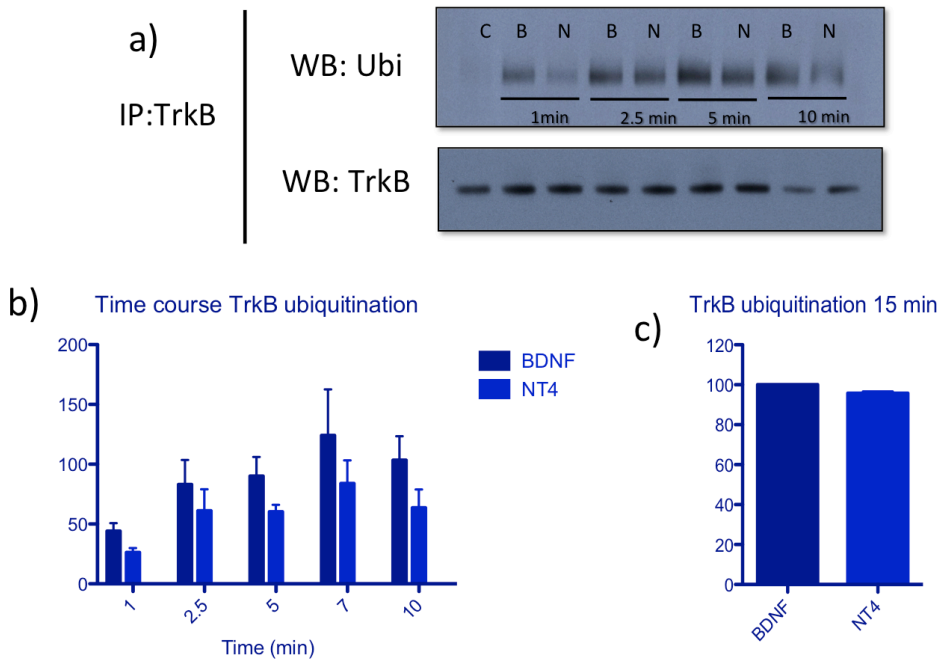 a)
IP:TrkB
WB: Ubi
C B N B N B N B N
1min 2.5 min 5 min 10 min
WB: TrkB
b)
Time course TrkB ubiquitination
200
150
100
50
0
1 2.5 5 7 10
Time (min)
BDNF
NT4
c)
TrkB ubiquitination 15 min
120
100
80
60
40
20
0
BDNF NT4